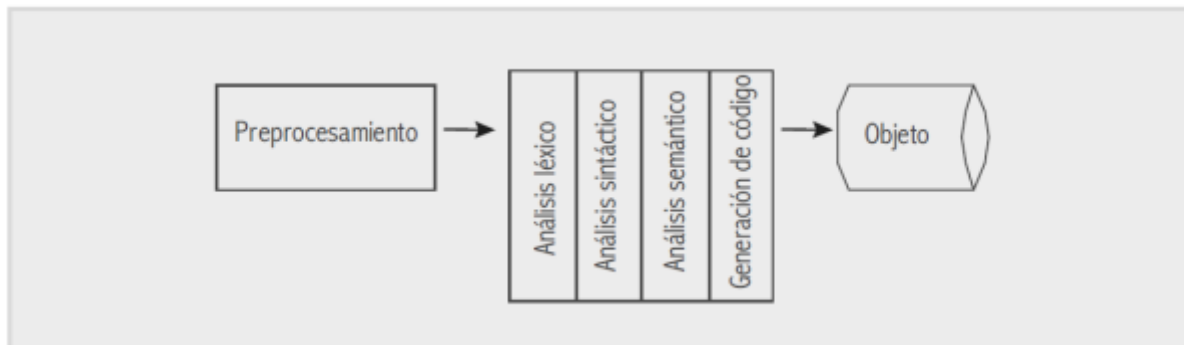 Preprocesamiento
Análisis léxico
Análisis sintáctico
Análisis semántico
Generación de código
Objeto